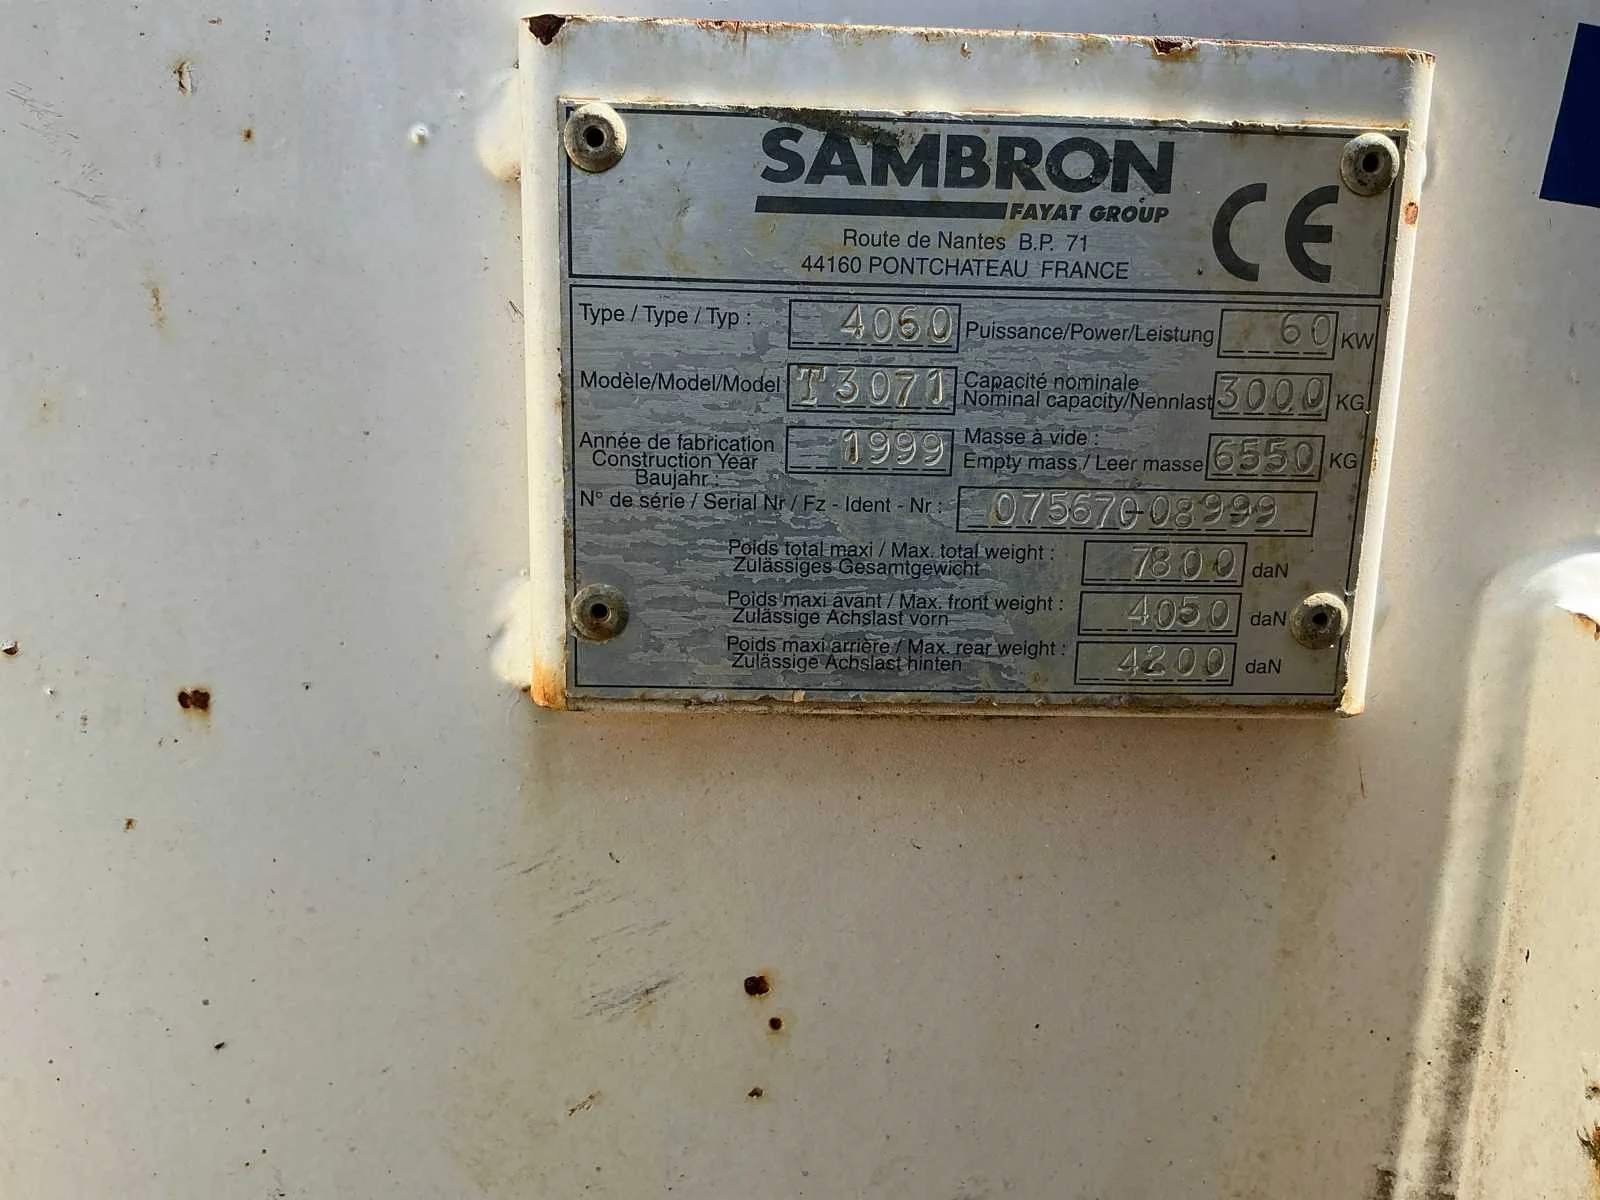 SAMBRON
FAYAT GROUP
Route de Nantes B.P. 71
44160 PONTCHATEAU FRANCE
CE
Type / Type / Typ : 4060 Puissance/Power/Leistung 60 KW
Modèle/Model/Model T3071 Capacité nominale
Nominal capacity/Nennlast 3000 KG
Année de fabrication 1999 Masse à vide :
Construction Year Empty mass / Leer masse 6550 KG
Baujahr :
N° de série / Serial Nr / Fz - Ident - Nr : 075670-08999
Poids total maxi / Max. total weight : 7800 daN
Zulässiges Gesamtgewicht
Poids maxi avant / Max. front weight : 4050 daN
Zulässige Achslast vorn
Poids maxi arrière / Max. rear weight : 4200 daN
Zulässige Achslast hinten